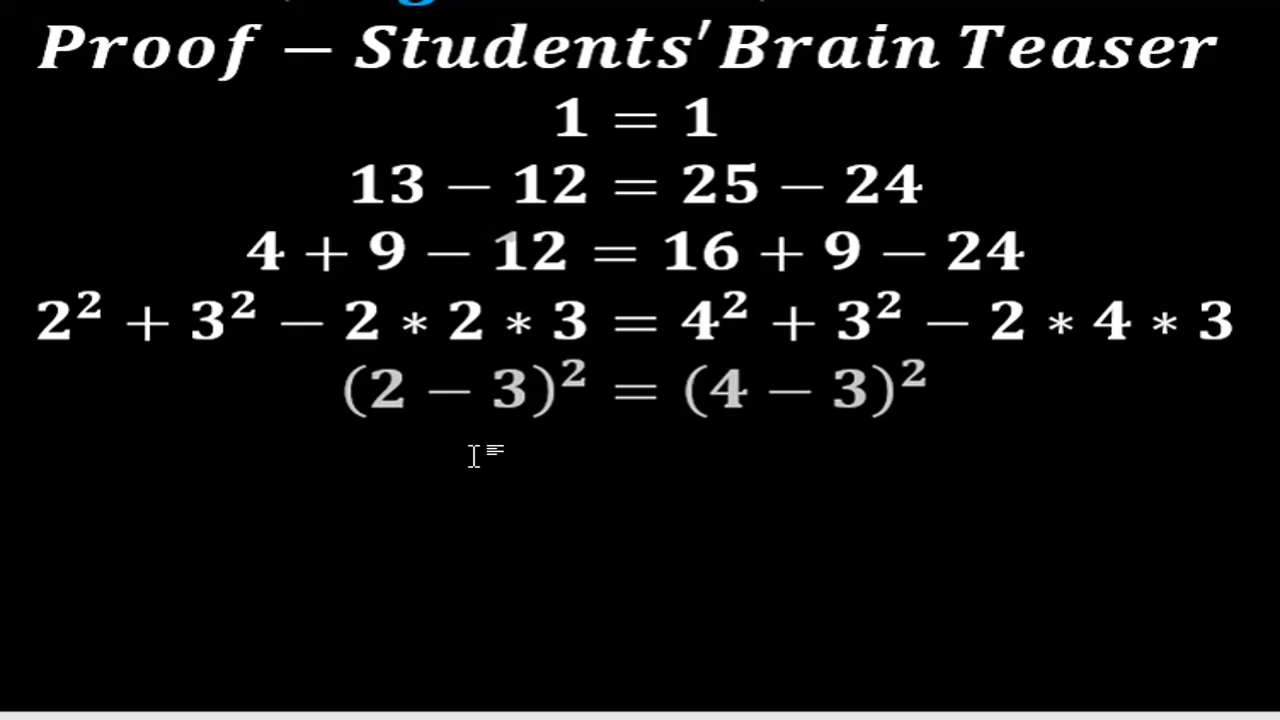 Proof − Students' Brain Teaser
1 = 1
13 − 12 = 25 − 24
4 + 9 − 12 = 16 + 9 − 24
2² + 3² − 2 * 2 * 3 = 4² + 3² − 2 * 4 * 3
(2 − 3)² = (4 − 3)²